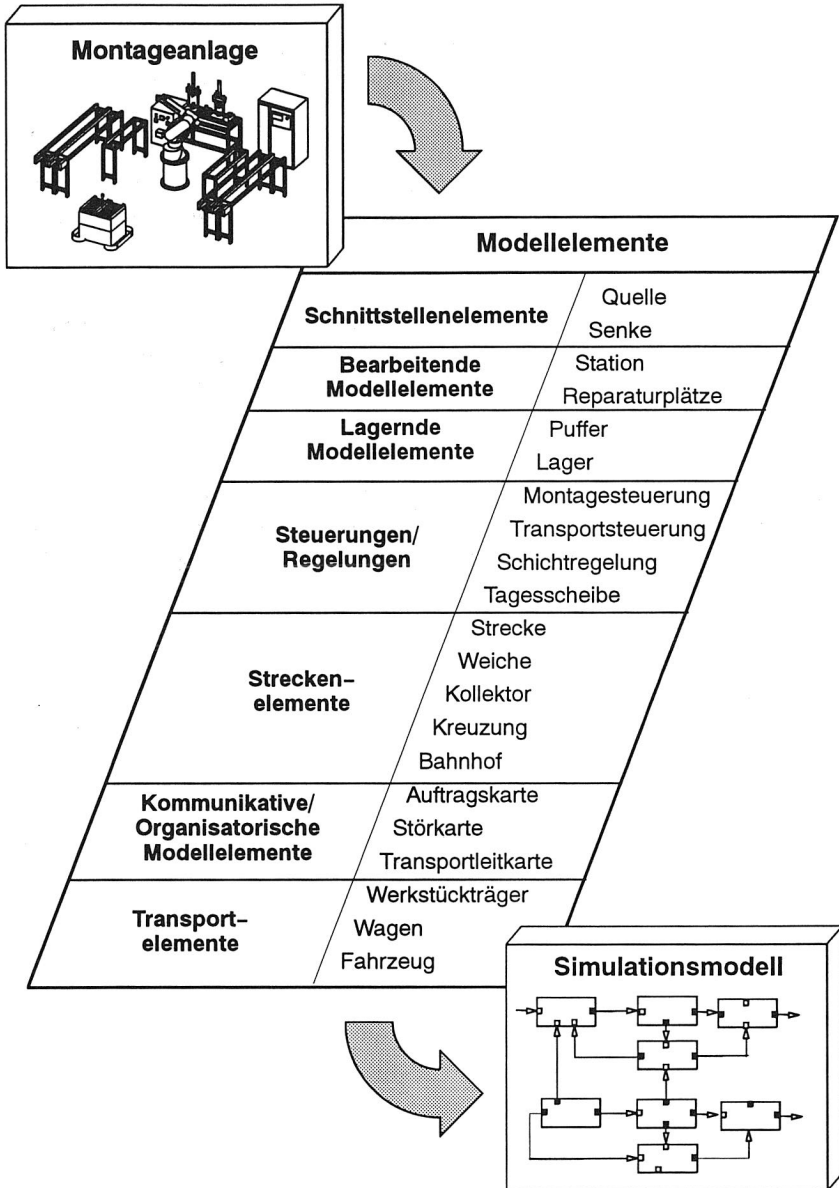 Montageanlage
Modellelemente
Schnittstellenelemente
Quelle
Senke
Bearbeitende
Modellelemente
Station
Reparaturplätze
Lagernde
Modellelemente
Puffer
Lager
Steuerungen/
Regelungen
Montagesteuerung
Transportsteuerung
Schichtregelung
Tagesscheibe
Strecken-
elemente
Strecke
Weiche
Kollektor
Kreuzung
Bahnhof
Kommunikative/
Organisatorische
Modellelemente
Auftragskarte
Störkarte
Transportleitkarte
Transport-
elemente
Werkstückträger
Wagen
Fahrzeug
Simulationsmodell